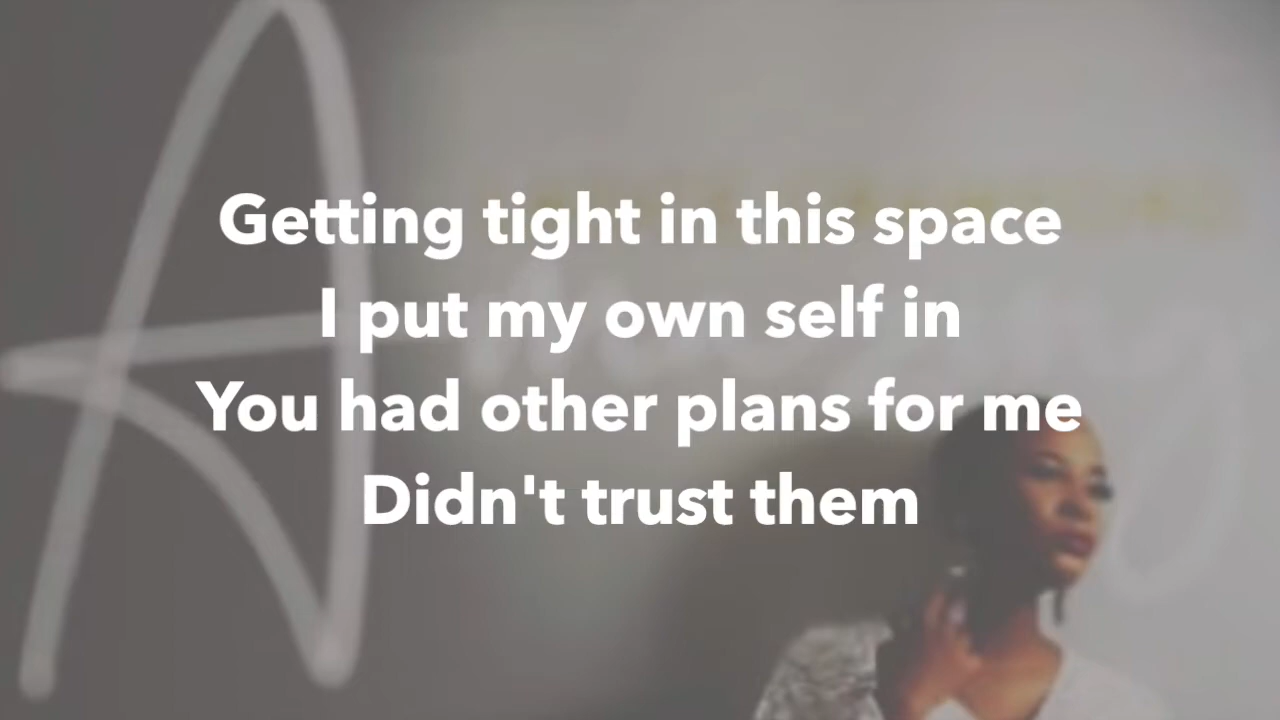 Getting tight in this space
I put my own self in
You had other plans for me
Didn't trust them